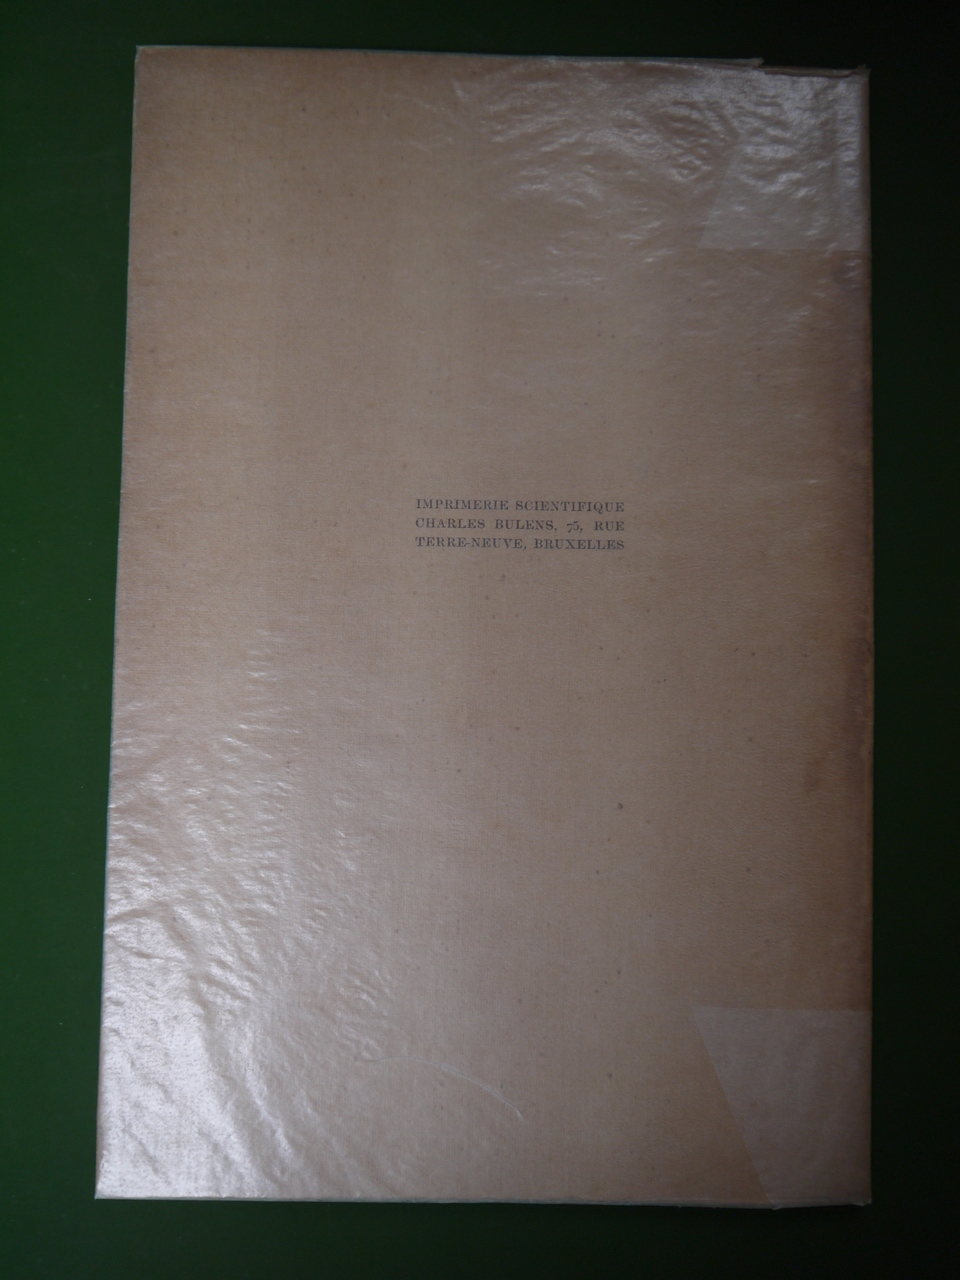 IMPRIMERIE SCIENTIFIQUE
CHARLES BULENS, 75, RUE
TERRE-NEUVE, BRUXELLES